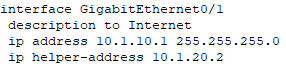 interface GigabitEthernet0/1
description to Internet
ip address 10.1.10.1 255.255.255.0
ip helper-address 10.1.20.2